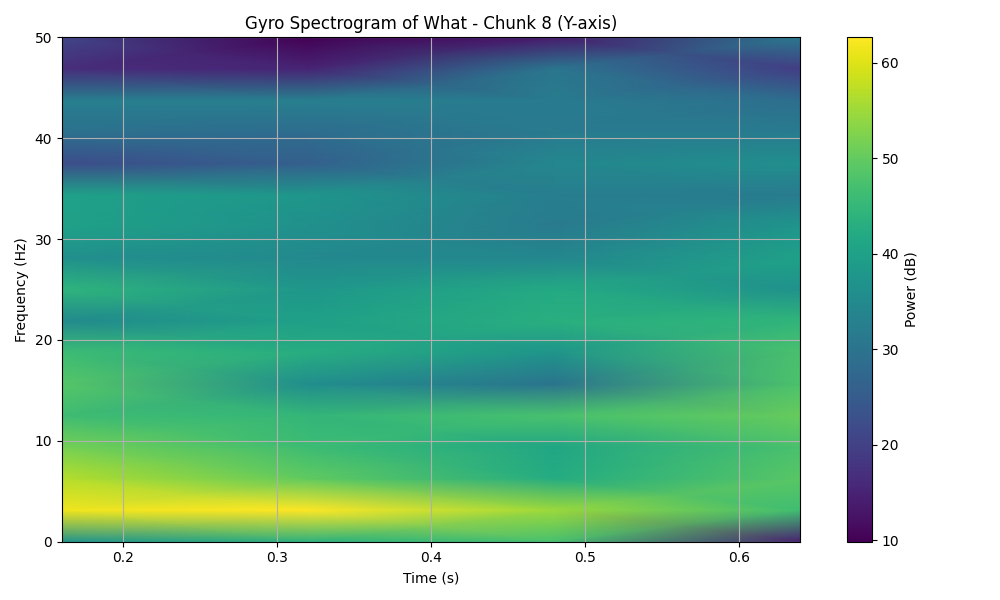 Gyro Spectrogram of What - Chunk 8 (Y-axis)
Frequency (Hz)
50
40
30
20
10
0
0.2 0.3 0.4 0.5 0.6
Time (s)
60
50
40
30
20
10
Power (dB)